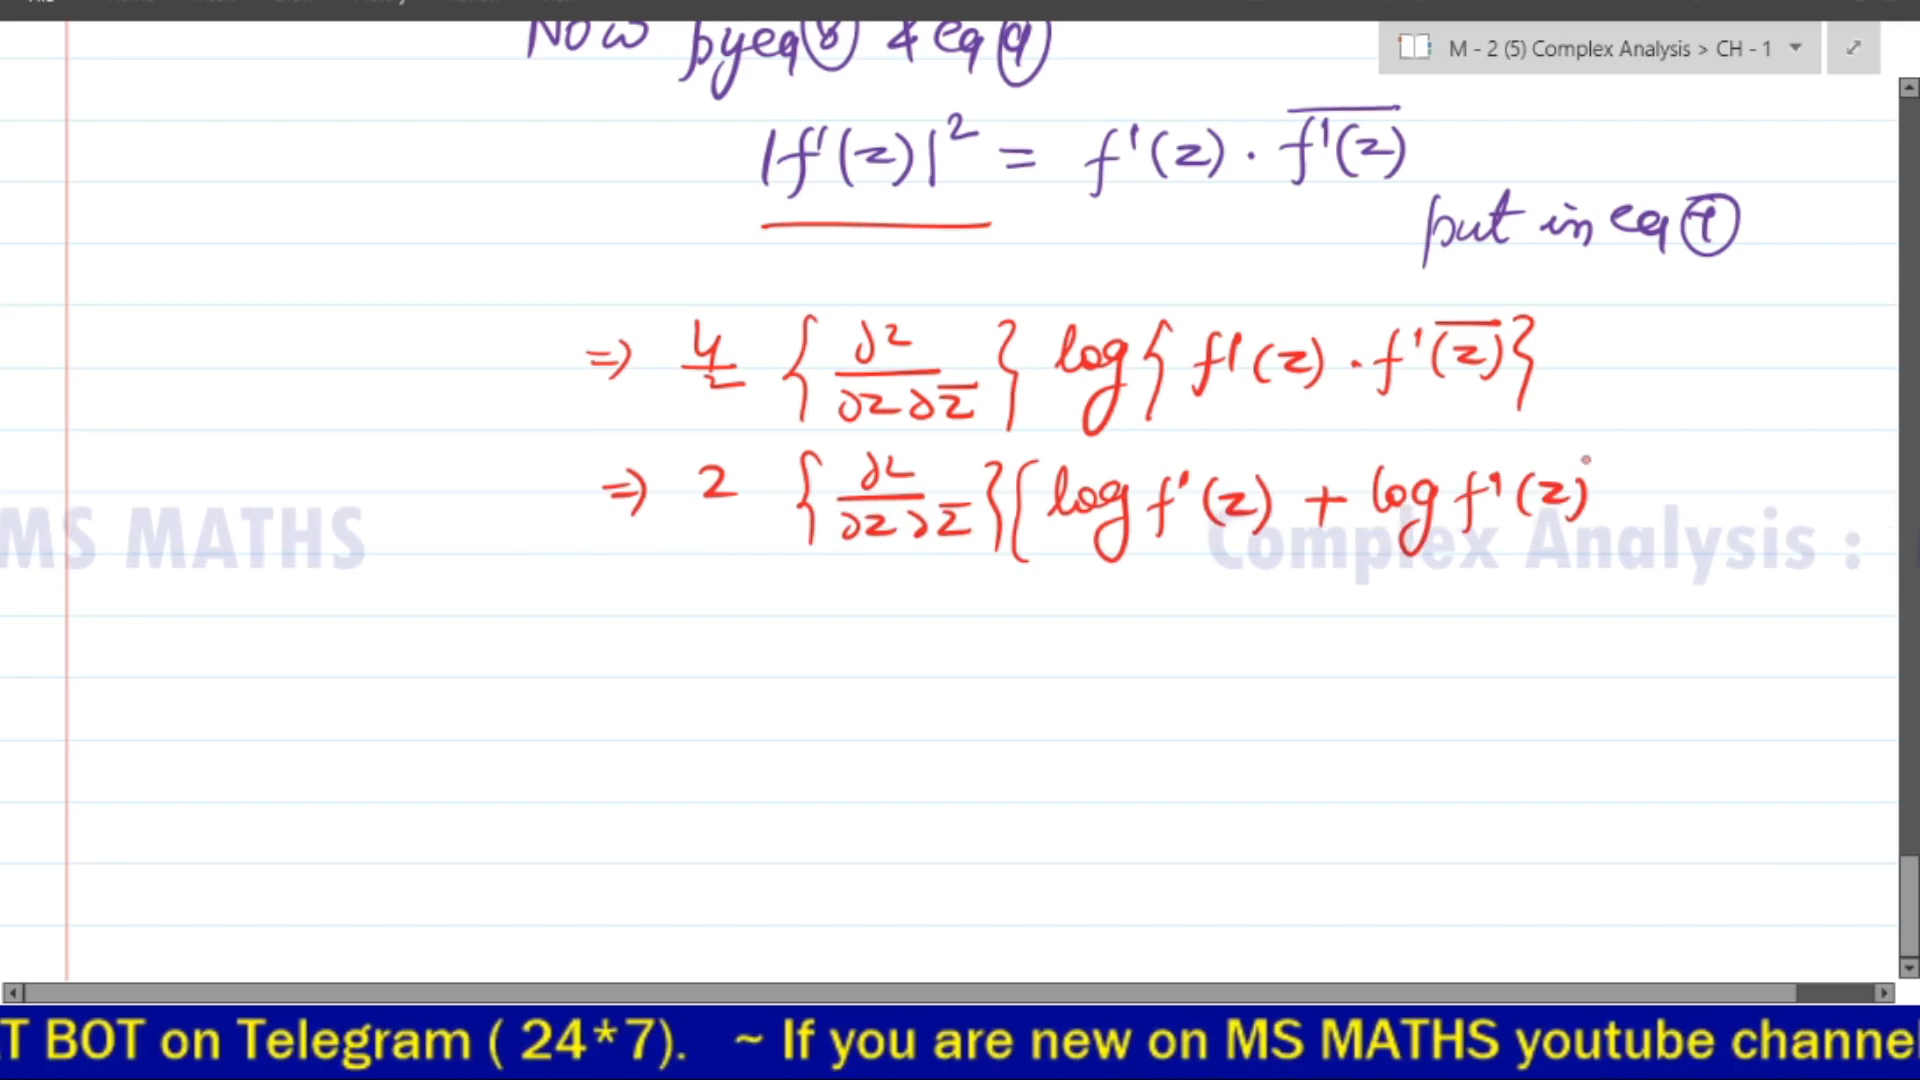 Now by eq ⑧ & eq ⑨
M - 2 (5) Complex Analysis > CH - 1
|f'(z)|² = f'(z) · \overline{f'(z)}
put in eq ⑦
=> 4/2 { ∂²/∂z∂z̅ } log { f'(z) · f'(z̅) }
=> 2 { ∂²/∂z∂z̅ } { log f'(z) + log f'(z)
MS MATHS
Complex Analysis :
T BOT on Telegram ( 24*7). ~ If you are new on MS MATHS youtube channe